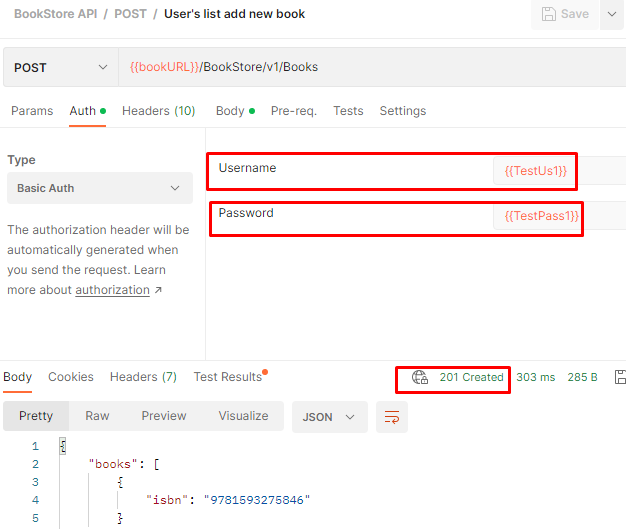 BookStore API / POST / User's list add new book
Save
POST {{bookURL}}/BookStore/v1/Books
Params Auth Headers (10) Body Pre-req. Tests Settings
Type
Basic Auth
The authorization header will be
automatically generated when
you send the request. Learn
more about authorization ↗
Username {{TestUs1}}
Password {{TestPass1}}
Body Cookies Headers (7) Test Results
201 Created 303 ms 285 B
Pretty Raw Preview Visualize JSON
1 {
2 "books": [
3 {
4 "isbn": "9781593275846"
5 }